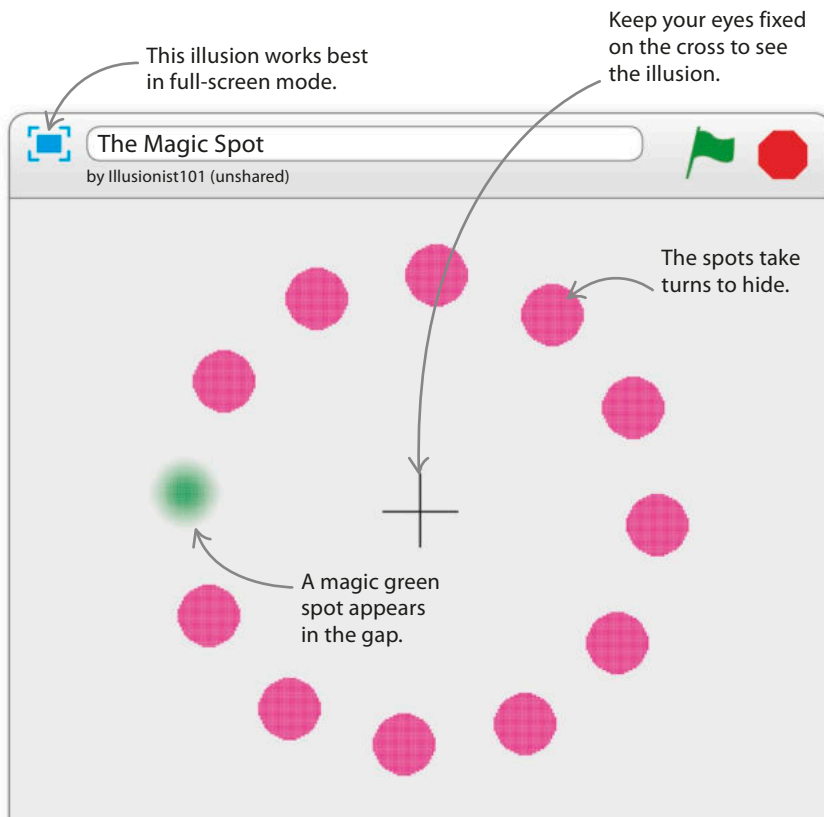 Keep your eyes fixed
on the cross to see
the illusion.
This illusion works best
in full-screen mode.
The Magic Spot
by Illusionist101 (unshared)
The spots take
turns to hide.
A magic green
spot appears
in the gap.